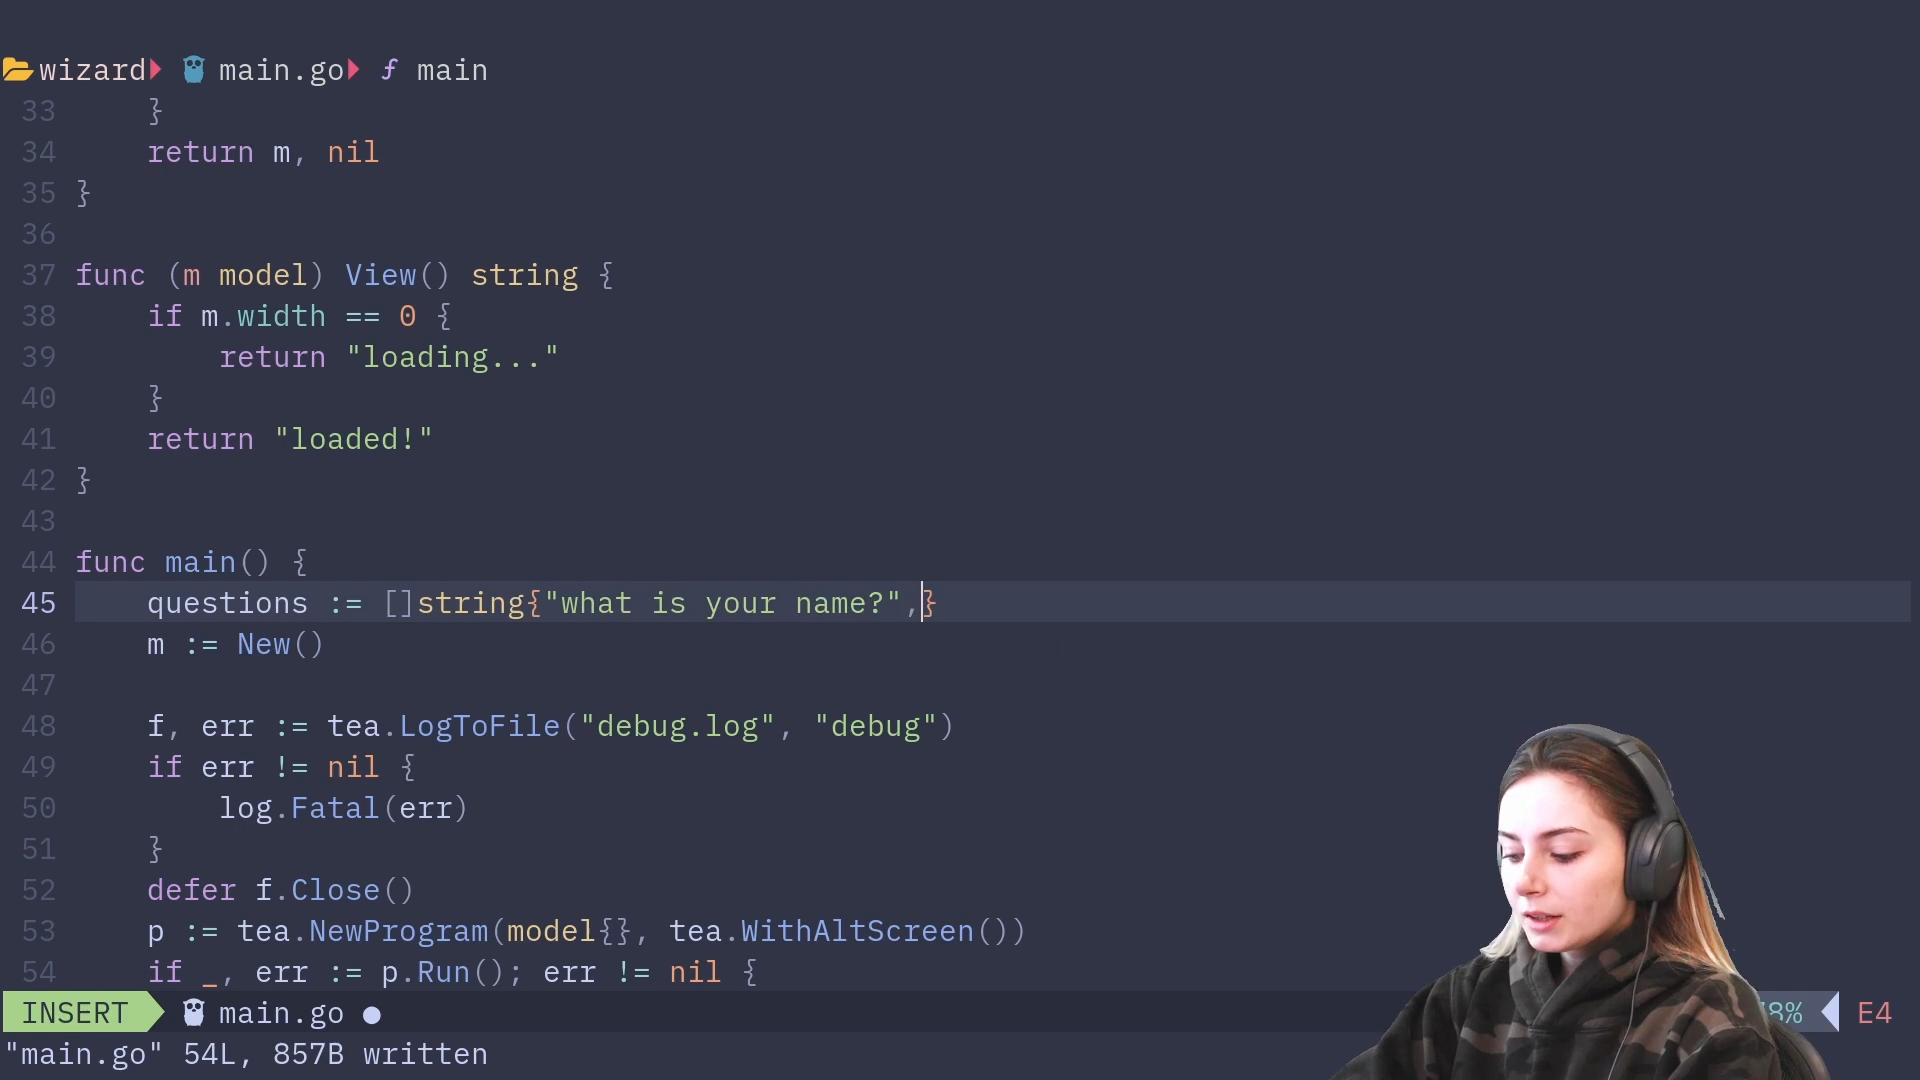 wizard main.go ƒ main
33 }
34 return m, nil
35 }
36
37 func (m model) View() string {
38 if m.width == 0 {
39 return "loading..."
40 }
41 return "loaded!"
42 }
43
44 func main() {
45 questions := []string{"what is your name?",}
46 m := New()
47
48 f, err := tea.LogToFile("debug.log", "debug")
49 if err != nil {
50 log.Fatal(err)
51 }
52 defer f.Close()
53 p := tea.NewProgram(model{}, tea.WithAltScreen())
54 if _, err := p.Run(); err != nil {
INSERT main.go ● 8% E4
"main.go" 54L, 857B written